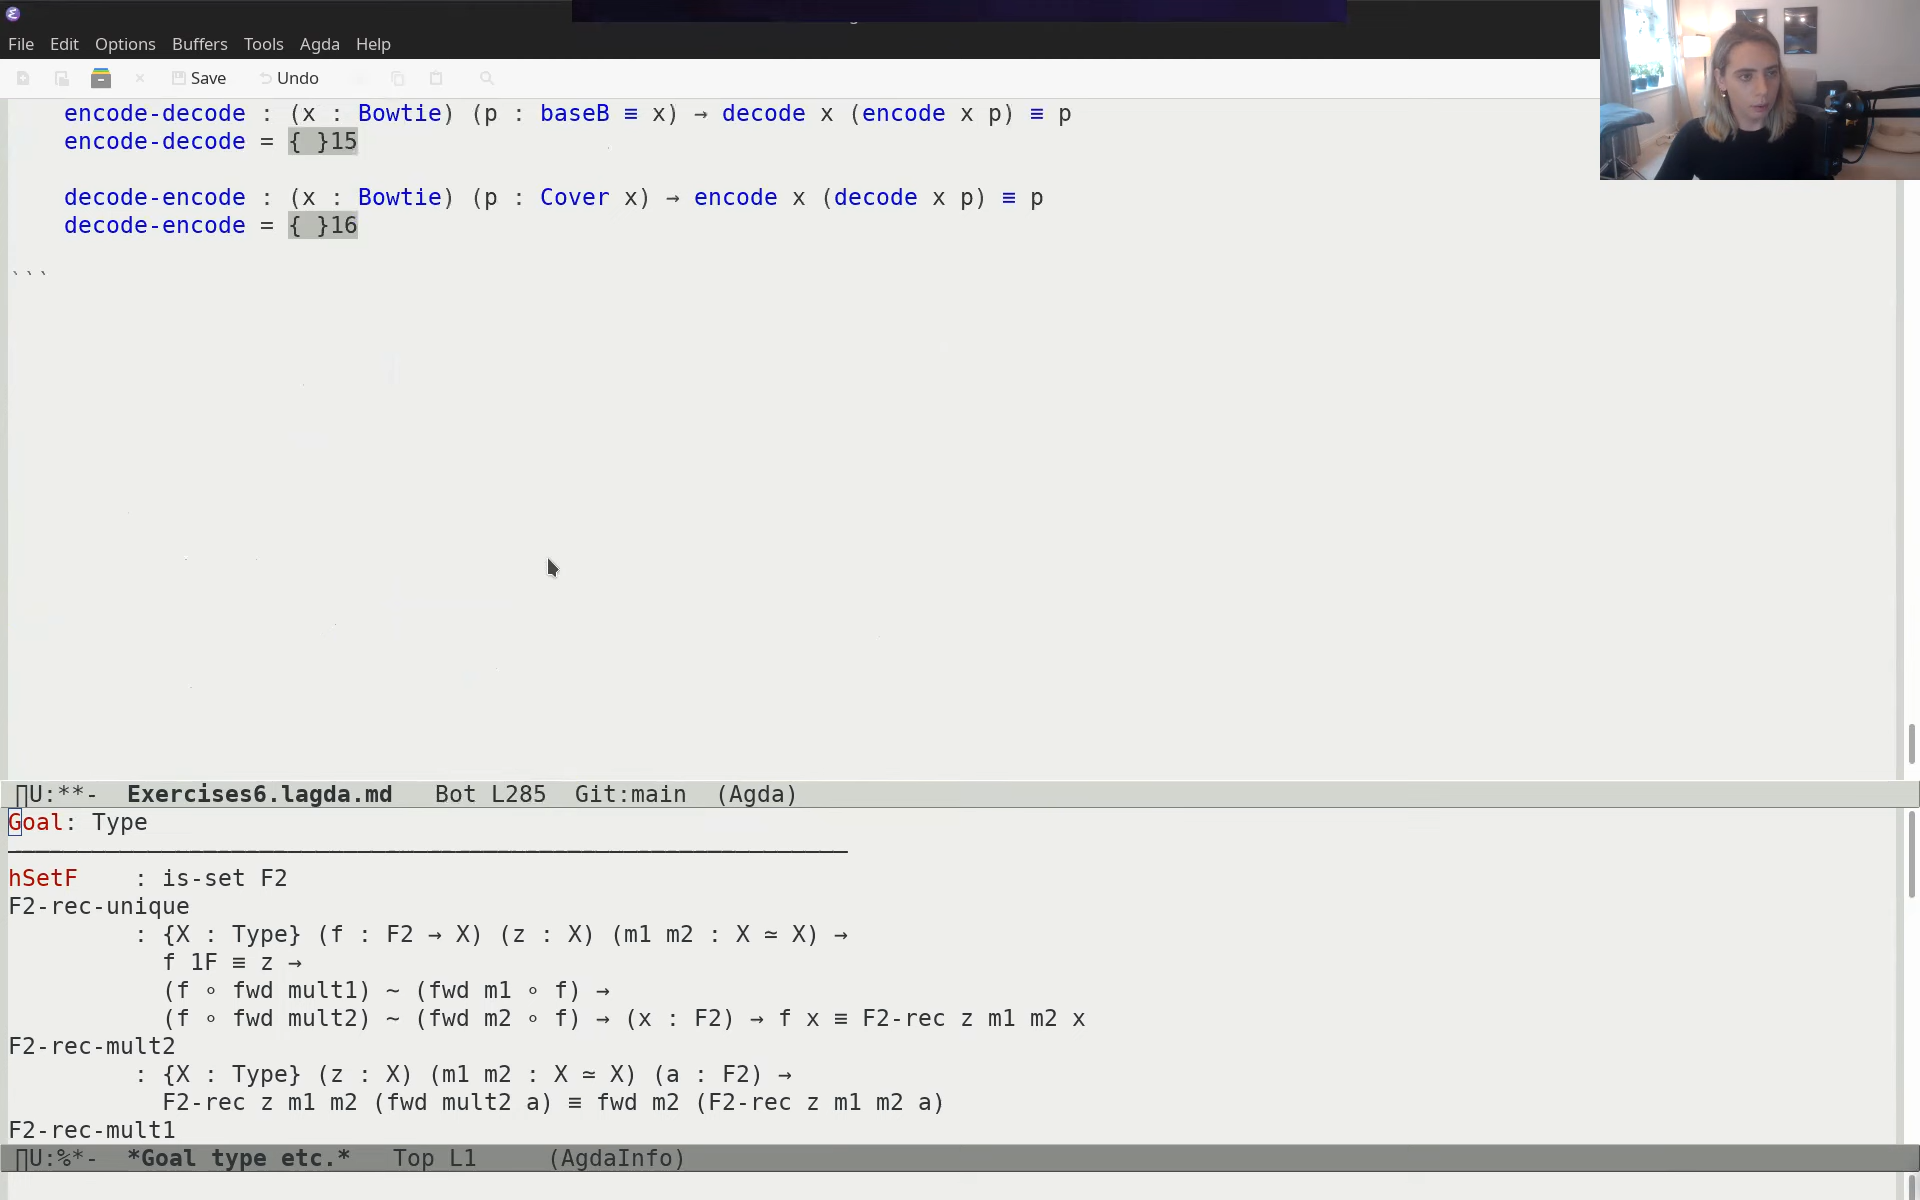 File Edit Options Buffers Tools Agda Help
Save Undo
encode-decode : (x : Bowtie) (p : baseB ≡ x) → decode x (encode x p) ≡ p
encode-decode = { }15
decode-encode : (x : Bowtie) (p : Cover x) → encode x (decode x p) ≡ p
decode-encode = { }16
```
∏U:**- Exercises6.lagda.md Bot L285 Git:main (Agda)
Goal: Type
hSetF : is-set F2
F2-rec-unique
: {X : Type} (f : F2 → X) (z : X) (m1 m2 : X ≃ X) →
f 1F ≡ z →
(f ∘ fwd mult1) ~ (fwd m1 ∘ f) →
(f ∘ fwd mult2) ~ (fwd m2 ∘ f) → (x : F2) → f x ≡ F2-rec z m1 m2 x
F2-rec-mult2
: {X : Type} (z : X) (m1 m2 : X ≃ X) (a : F2) →
F2-rec z m1 m2 (fwd mult2 a) ≡ fwd m2 (F2-rec z m1 m2 a)
F2-rec-mult1
∏U:%*- *Goal type etc.* Top L1 (AgdaInfo)